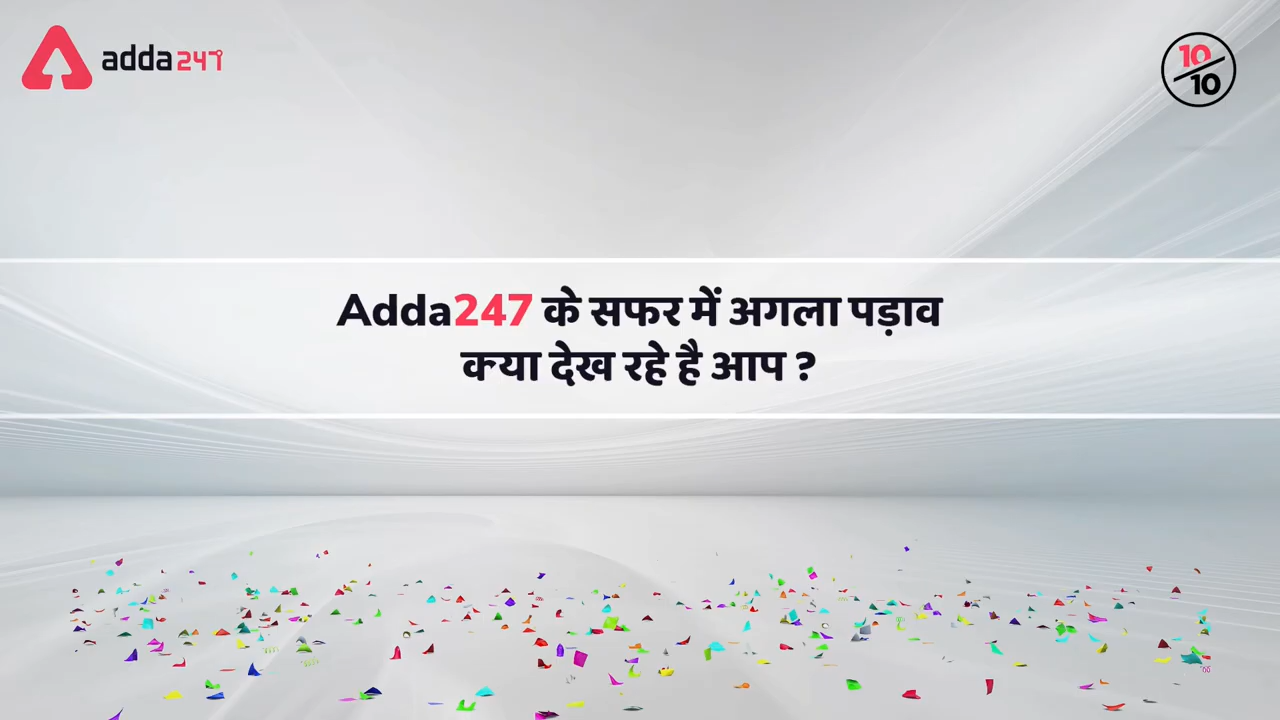 adda247
10
10
Adda247 के सफर में अगला पड़ाव
क्या देख रहे है आप ?